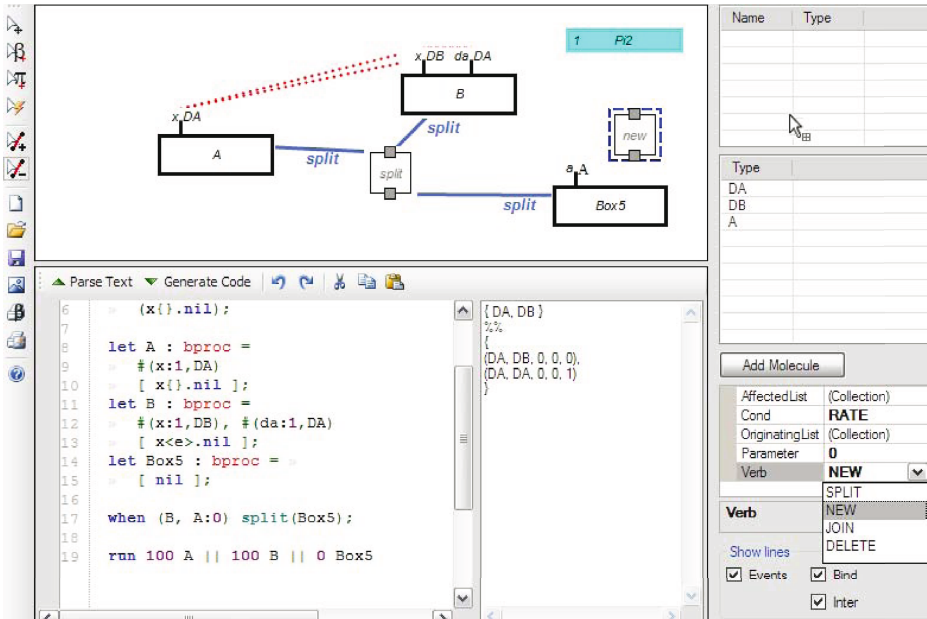 Name Type
1 Pi2
x,DB da,DA
B
split
x,DA
A
split
split
new
a,A
split
Box5
Type
DA
DB
A
Parse Text Generate Code
6 » (x{}.nil);
7
8 let A : bproc =
9 » #(x:1,DA)
10 » [ x{}.nil ];
11 let B : bproc =
12 » #(x:1,DB), #(da:1,DA)
13 » [ x<e>.nil ];
14 let Box5 : bproc = »
15 » [ nil ];
16
17 when (B, A:0) split(Box5);
18
19 run 100 A || 100 B || 0 Box5
{ DA, DB }
%%
{
(DA, DB, 0, 0, 0),
(DA, DA, 0, 0, 1)
}
Add Molecule
AffectedList (Collection)
Cond RATE
OriginatingList (Collection)
Parameter 0
Verb NEW
SPLIT
NEW
JOIN
DELETE
Verb
Show lines
Events Bind
Inter